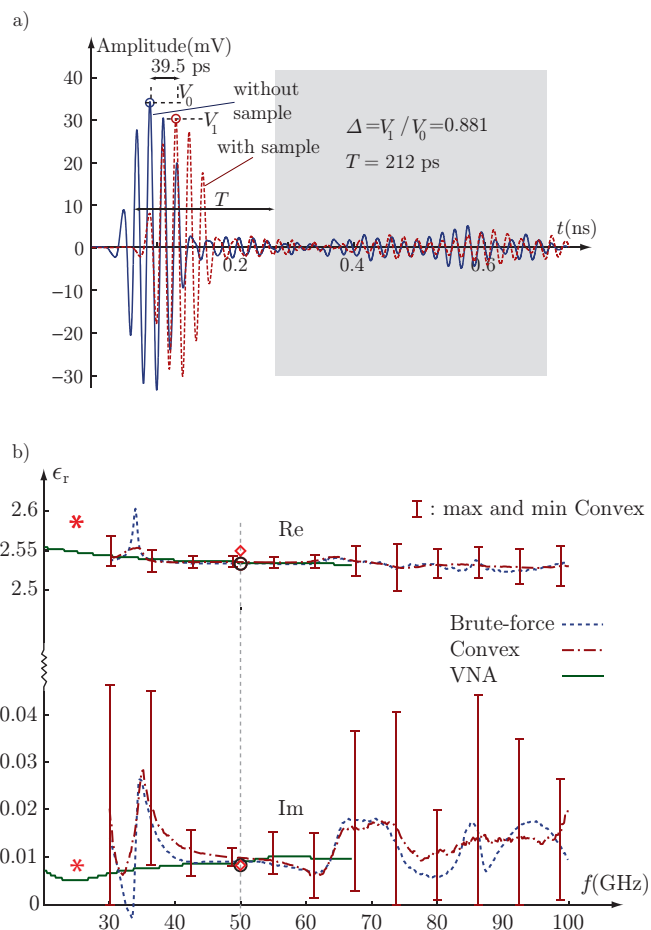 a)
Amplitude(mV)
39.5 ps
40
V0
without
sample
30
V1
Δ=V1/V0=0.881
with sample
T = 212 ps
20
10
T
t(ns)
0
0.2
0.4
0.6
−10
−20
−30
b)
ϵr
2.6
Re
: max and min Convex
2.55
2.5
Brute-force
Convex
VNA
0.04
0.03
0.02
Im
0.01
f(GHz)
0
30
40
50
60
70
80
90
100